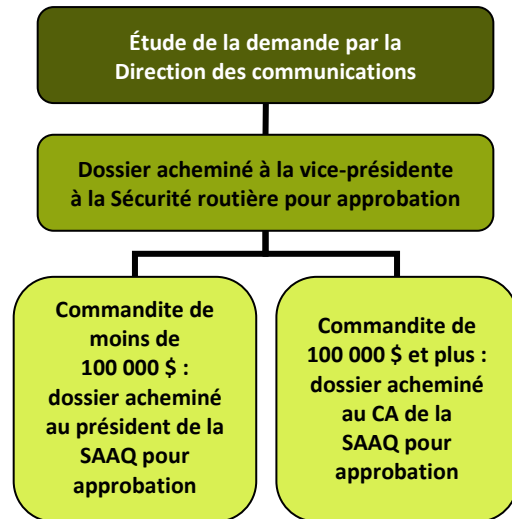 Étude de la demande par la
Direction des communications
Dossier acheminé à la vice-présidente
à la Sécurité routière pour approbation
Commandite de
moins de
100 000 $ :
dossier acheminé
au président de la
SAAQ pour
approbation
Commandite de
100 000 $ et plus :
dossier acheminé
au CA de la
SAAQ pour
approbation